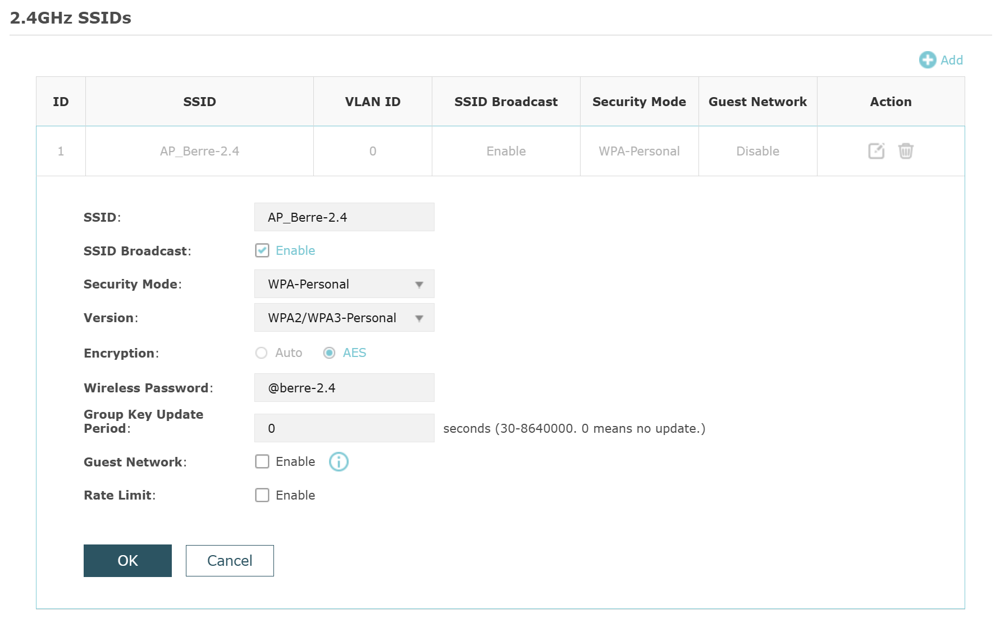 2.4GHz SSIDs
Add
ID SSID VLAN ID SSID Broadcast Security Mode Guest Network Action
1 AP_Berre-2.4 0 Enable WPA-Personal Disable
SSID: AP_Berre-2.4
SSID Broadcast: Enable
Security Mode: WPA-Personal
Version: WPA2/WPA3-Personal
Encryption: Auto AES
Wireless Password: @berre-2.4
Group Key Update
Period: 0 seconds (30-8640000. 0 means no update.)
Guest Network: Enable
Rate Limit: Enable
OK Cancel